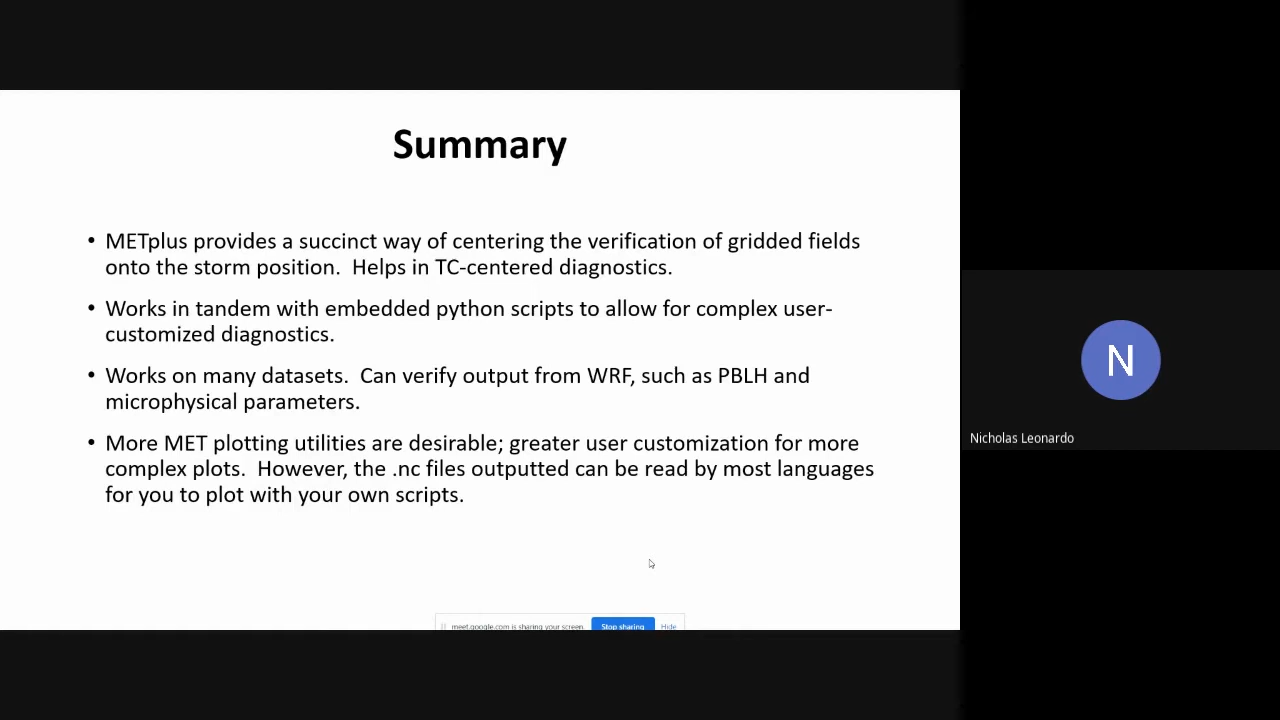 Summary
• METplus provides a succinct way of centering the verification of gridded fields
onto the storm position.  Helps in TC-centered diagnostics.
• Works in tandem with embedded python scripts to allow for complex user-
customized diagnostics.
• Works on many datasets.  Can verify output from WRF, such as PBLH and
microphysical parameters.
• More MET plotting utilities are desirable; greater user customization for more
complex plots.  However, the .nc files outputted can be read by most languages
for you to plot with your own scripts.
meet.google.com is sharing your screen. Stop sharing Hide
N
Nicholas Leonardo